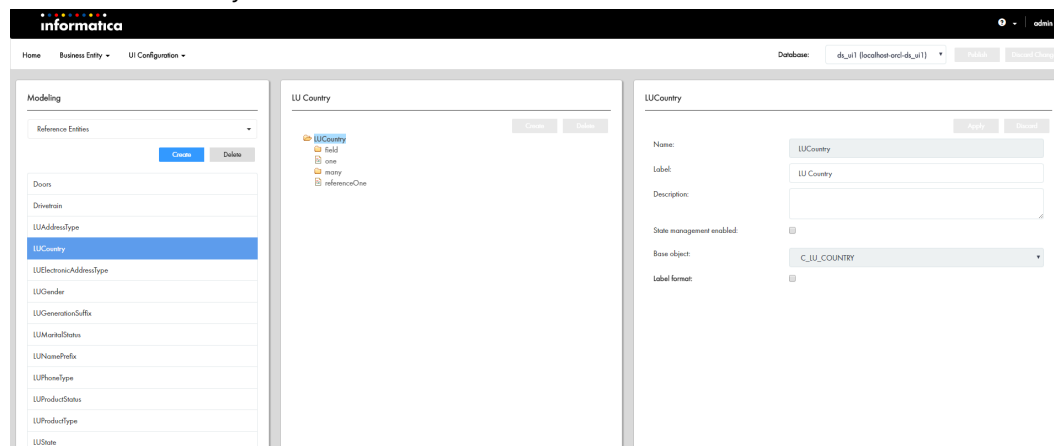 informatica
admin
Home Business Entity UI Configuration
Database: ds_ui1 (localhost-orcl-ds_ui1) Publish
Modeling
Reference Entities
Create Delete
Doors
Drivetrain
LUAddressType
LUCountry
LUElectronicAddressType
LUGender
LUGenerationSuffix
LUMaritalStatus
LUNamePrefix
LUPhoneType
LUProductStatus
LUProductType
LUState
LU Country
Create Delete
LUCountry
field
one
many
referenceOne
LUCountry
Apply Discard
Name: LUCountry
Label: LU Country
Description:
State management enabled:
Base object: C_LU_COUNTRY
Label format: